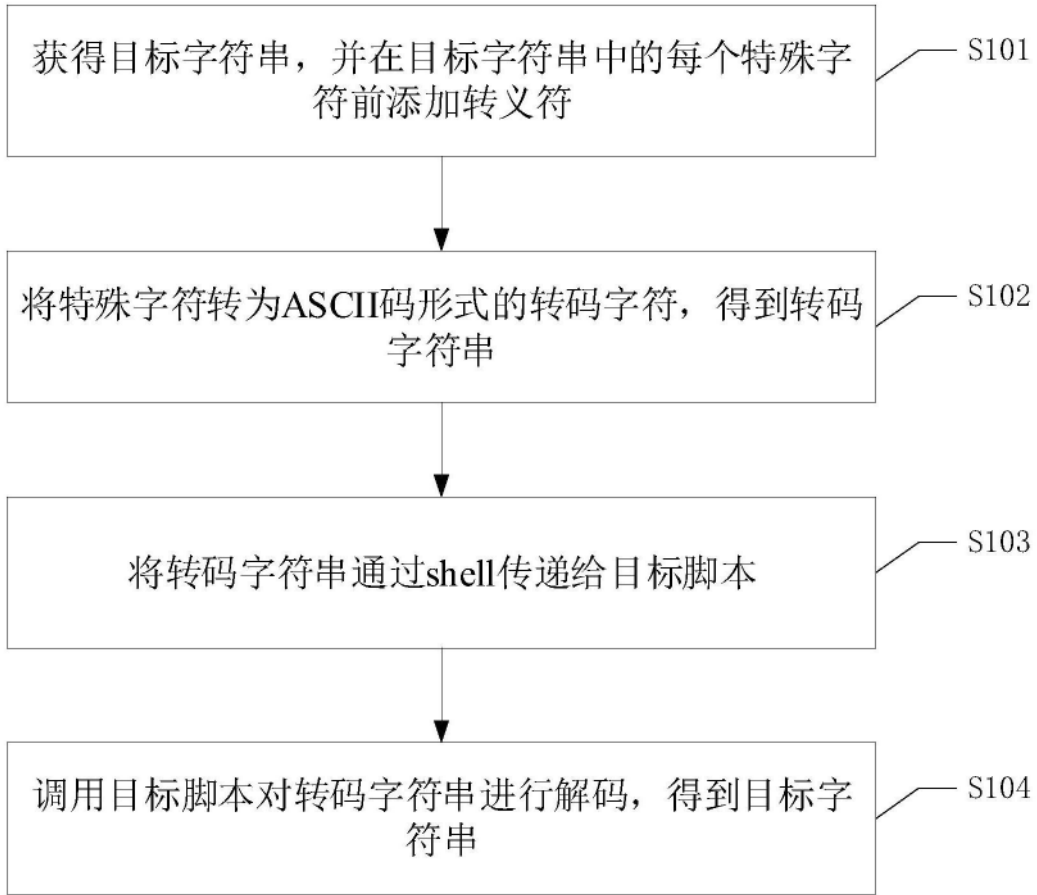 获得目标字符串，并在目标字符串中的每个特殊字
符前添加转义符
S101
将特殊字符转为ASCII码形式的转码字符，得到转码
字符串
S102
将转码字符串通过shell传递给目标脚本
S103
调用目标脚本对转码字符串进行解码，得到目标字
符串
S104